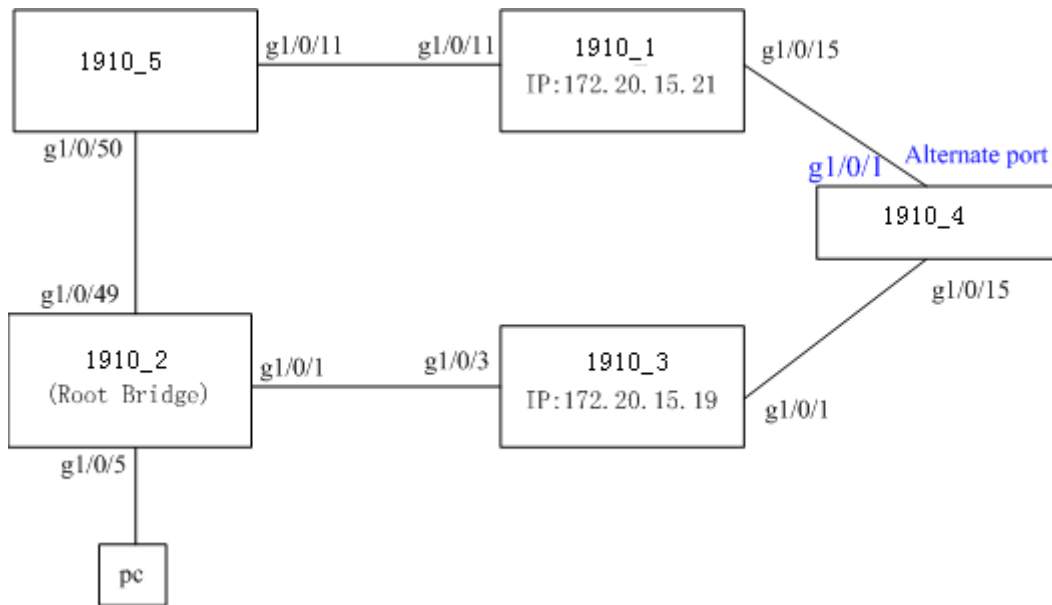 1910_5
g1/0/11
g1/0/11
1910_1
IP:172.20.15.21
g1/0/15
g1/0/50
g1/0/1
Alternate port
1910_4
g1/0/15
g1/0/49
1910_2
(Root Bridge)
g1/0/1
g1/0/3
1910_3
IP:172.20.15.19
g1/0/1
g1/0/5
pc